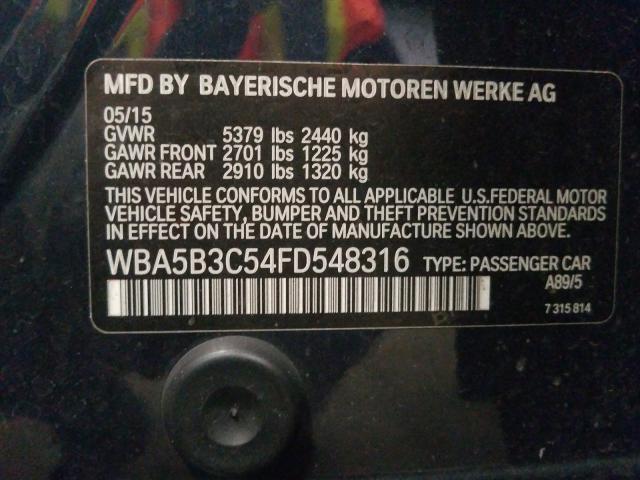 MFD BY BAYERISCHE MOTOREN WERKE AG
05/15
GVWR 5379 lbs 2440 kg
GAWR FRONT 2701 lbs 1225 kg
GAWR REAR 2910 lbs 1320 kg
THIS VEHICLE CONFORMS TO ALL APPLICABLE U.S.FEDERAL MOTOR
VEHICLE SAFETY, BUMPER AND THEFT PREVENTION STANDARDS
IN EFFECT ON THE DATE OF MANUFACTURE SHOWN ABOVE.
WBA5B3C54FD548316 TYPE: PASSENGER CAR
A89/5
7 315 814